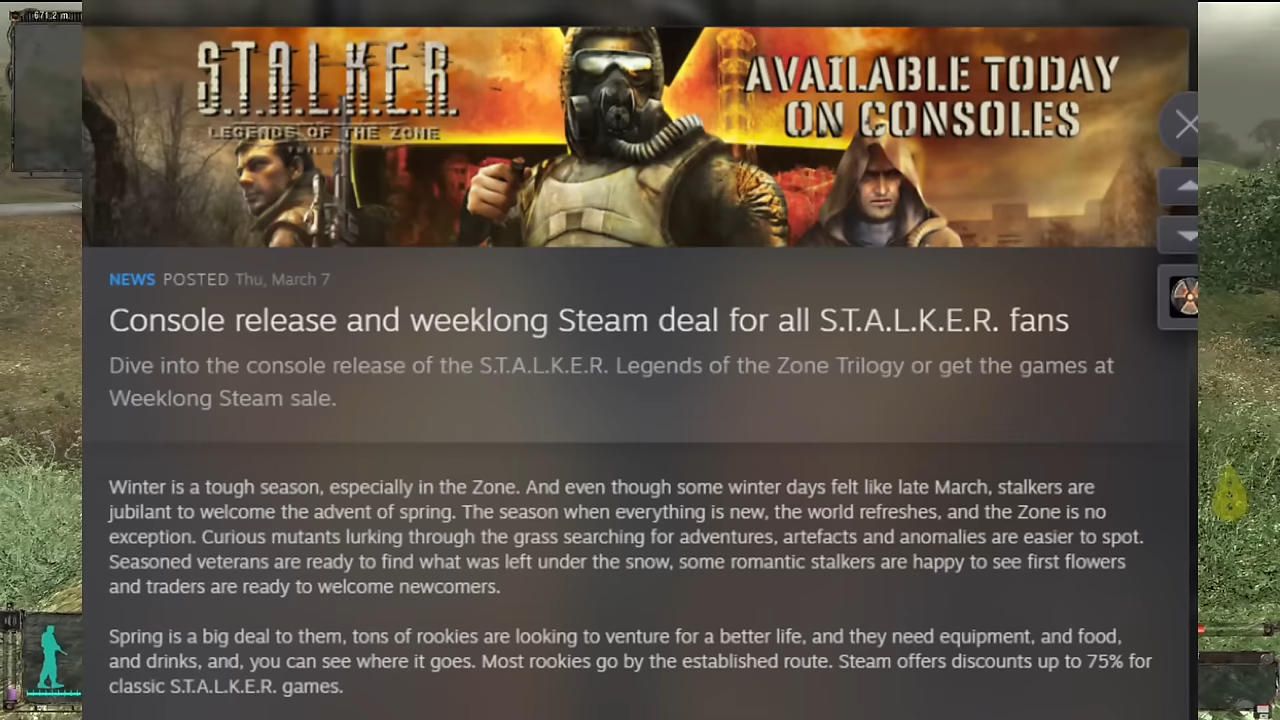 671.2 m.
S.T.A.L.K.E.R.
LEGENDS OF THE ZONE
TRILOGY
AVAILABLE TODAY
ON CONSOLES
NEWS POSTED Thu, March 7
Console release and weeklong Steam deal for all S.T.A.L.K.E.R. fans
Dive into the console release of the S.T.A.L.K.E.R. Legends of the Zone Trilogy or get the games at
Weeklong Steam sale.
Winter is a tough season, especially in the Zone. And even though some winter days felt like late March, stalkers are
jubilant to welcome the advent of spring. The season when everything is new, the world refreshes, and the Zone is no
exception. Curious mutants lurking through the grass searching for adventures, artefacts and anomalies are easier to spot.
Seasoned veterans are ready to find what was left under the snow, some romantic stalkers are happy to see first flowers
and traders are ready to welcome newcomers.
Spring is a big deal to them, tons of rookies are looking to venture for a better life, and they need equipment, and food,
and drinks, and, you can see where it goes. Most rookies go by the established route. Steam offers discounts up to 75% for
classic S.T.A.L.K.E.R. games.